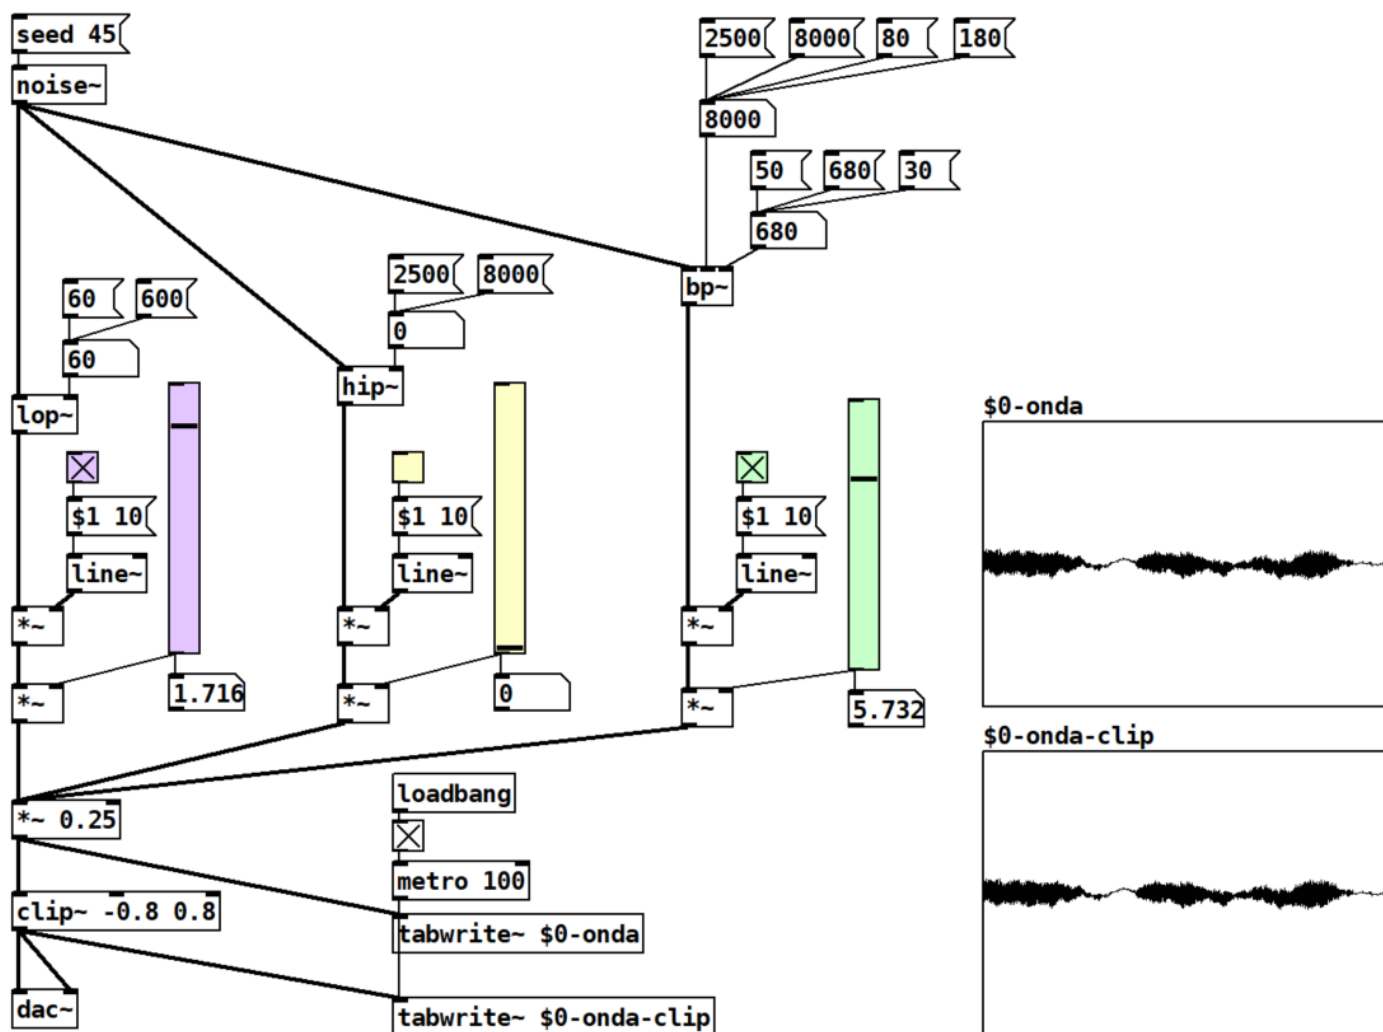 seed 45
noise~
2500 8000 80 180
8000
50 680 30
680
bp~
2500 8000
0
hip~
60 600
60
lop~
$1 10
line~
*~
*~
1.716
$1 10
line~
*~
*~
0
$1 10
line~
*~
*~
5.732
$0-onda
$0-onda-clip
*~ 0.25
loadbang
metro 100
clip~ -0.8 0.8
tabwrite~ $0-onda
dac~
tabwrite~ $0-onda-clip